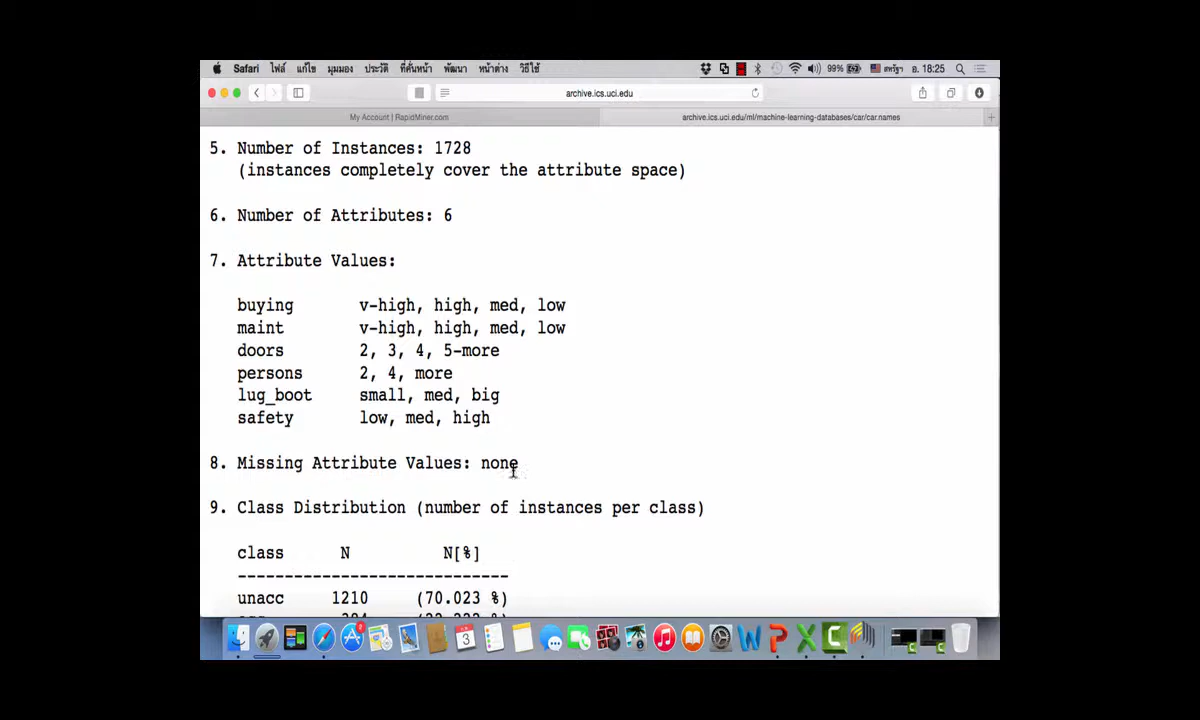 Safari ไฟล์ แก้ไข มุมมอง ประวัติ ที่คั่นหน้า พัฒนา หน้าต่าง วิธีใช้ 99% สหรัฐฯ อ. 18:25
archive.ics.uci.edu
My Account | RapidMiner.com archive.ics.uci.edu/ml/machine-learning-databases/car/car.names
5. Number of Instances: 1728
(instances completely cover the attribute space)
6. Number of Attributes: 6
7. Attribute Values:
buying v-high, high, med, low
maint v-high, high, med, low
doors 2, 3, 4, 5-more
persons 2, 4, more
lug_boot small, med, big
safety low, med, high
8. Missing Attribute Values: none
9. Class Distribution (number of instances per class)
class N N[%]
-----------------------------
unacc 1210 (70.023 %)
3